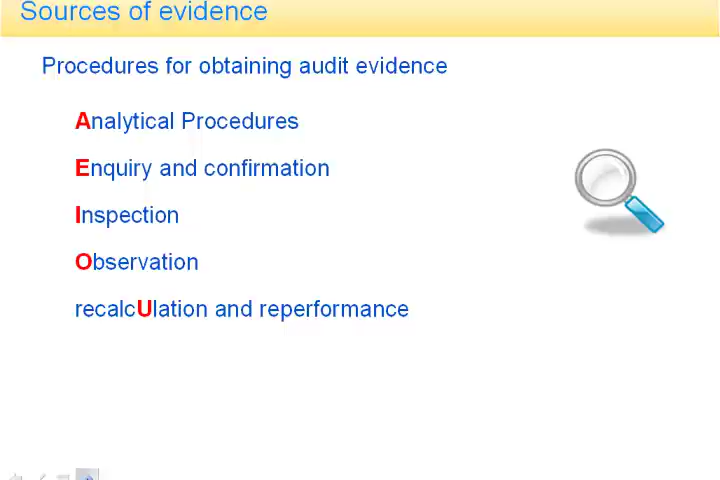 Sources of evidence
Procedures for obtaining audit evidence
Analytical Procedures
Enquiry and confirmation
Inspection
Observation
recalcUlation and reperformance